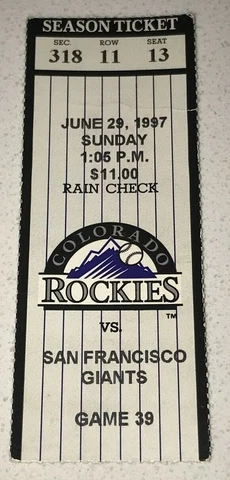 SEASON TICKET
SEC. ROW SEAT
318 11 13
JUNE 29, 1997
SUNDAY
1:05 P.M.
$11.00
RAIN CHECK
COLORADO
ROCKIES
TM
VS.
SAN FRANCISCO
GIANTS
GAME 39